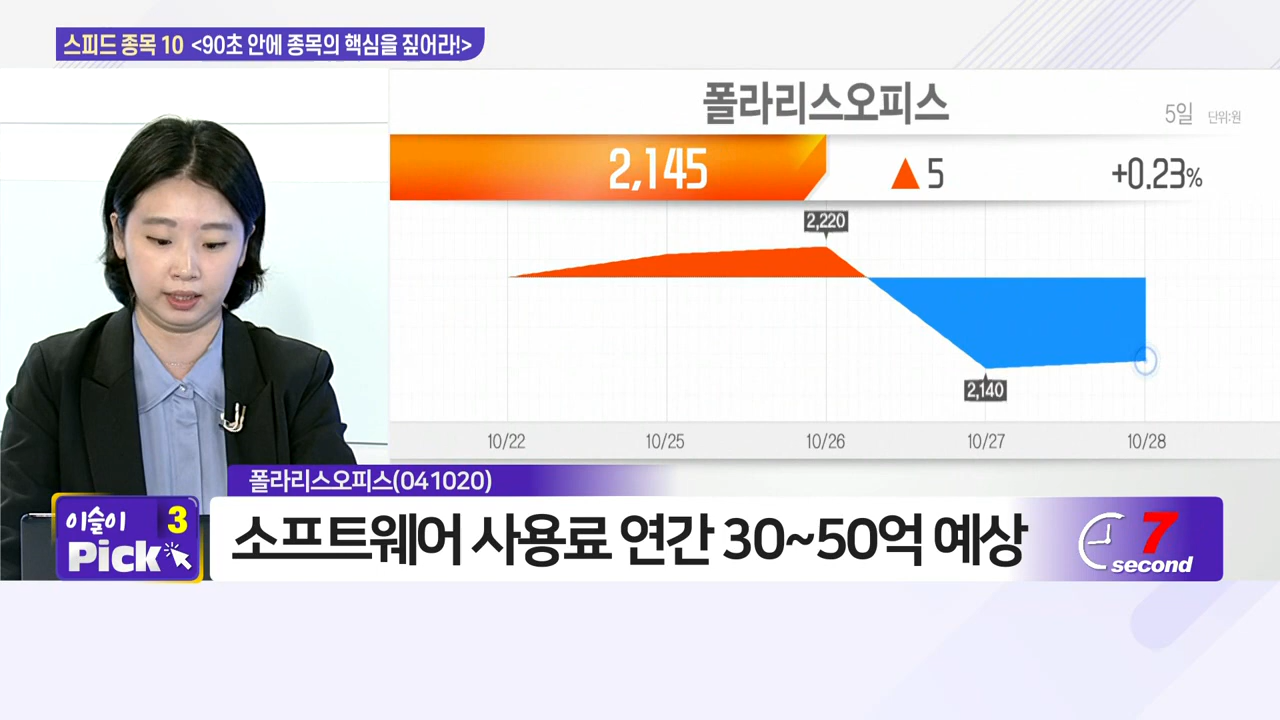 스피드 종목 10 <90초 안에 종목의 핵심을 짚어라!>
폴라리스오피스
5일 단위:원
2,145 ▲5 +0.23%
2,220
2,140
10/22 10/25 10/26 10/27 10/28
폴라리스오피스(041020)
이슬이 3
Pick
소프트웨어 사용료 연간 30~50억 예상
7
second